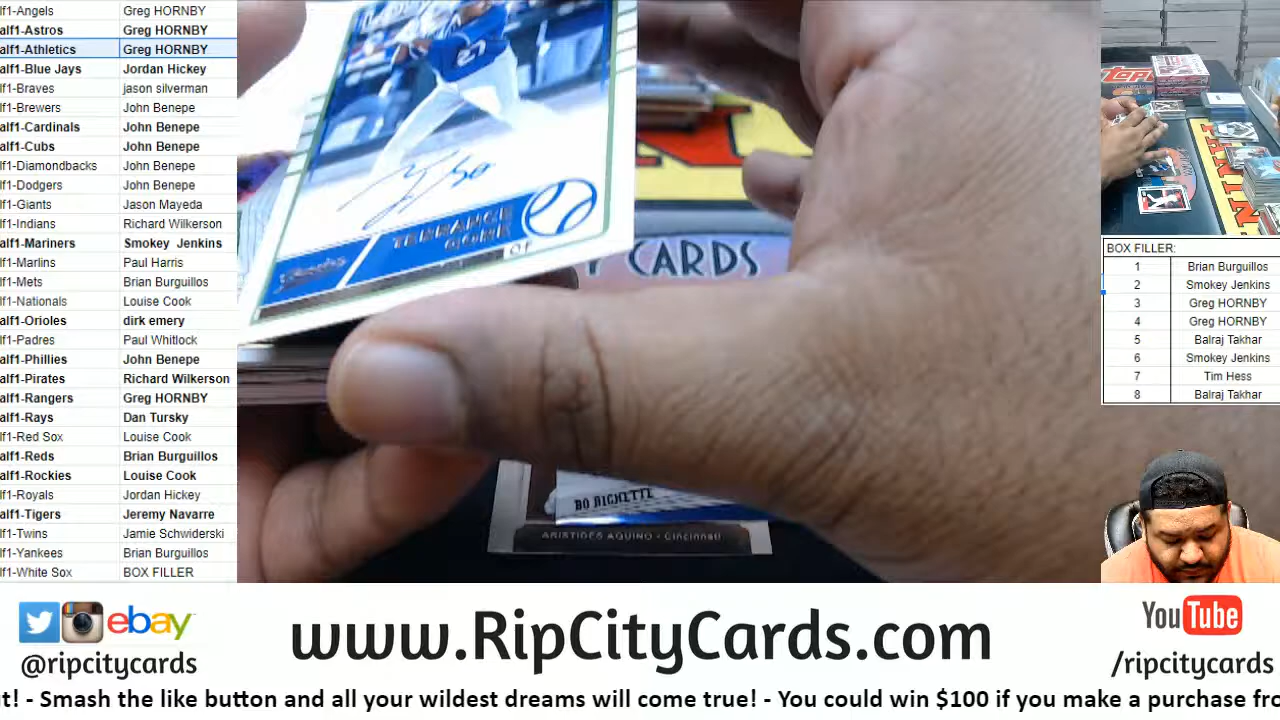 lf1-Angels Greg HORNBY
alf1-Astros Greg HORNBY
alf1-Athletics Greg HORNBY
alf1-Blue Jays Jordan Hickey
lf1-Braves jason silverman
lf1-Brewers John Benepe
alf1-Cardinals John Benepe
alf1-Cubs John Benepe
lf1-Diamondbacks John Benepe
lf1-Dodgers John Benepe
lf1-Giants Jason Mayeda
lf1-Indians Richard Wilkerson
alf1-Mariners Smokey Jenkins
lf1-Marlins Paul Harris
lf1-Mets Brian Burguillos
lf1-Nationals Louise Cook
alf1-Orioles dirk emery
lf1-Padres Paul Whitlock
alf1-Phillies John Benepe
alf1-Pirates Richard Wilkerson
alf1-Rangers Greg HORNBY
alf1-Rays Dan Tursky
lf1-Red Sox Louise Cook
alf1-Reds Brian Burguillos
alf1-Rockies Louise Cook
lf1-Royals Jordan Hickey
alf1-Tigers Jeremy Navarre
lf1-Twins Jamie Schwiderski
lf1-Yankees Brian Burguillos
lf1-White Sox BOX FILLER
TERRANCE
GORE
OF
CARDS
BO BICHETTE
ARISTIDES AQUINO - Cincinnati
TOPPS
BOX FILLER:
1 Brian Burguillos
2 Smokey Jenkins
3 Greg HORNBY
4 Greg HORNBY
5 Balraj Takhar
6 Smokey Jenkins
7 Tim Hess
8 Balraj Takhar
ebay
@ripcitycards
www.RipCityCards.com
YouTube
/ripcitycards
t! - Smash the like button and all your wildest dreams will come true! - You could win $100 if you make a purchase fro